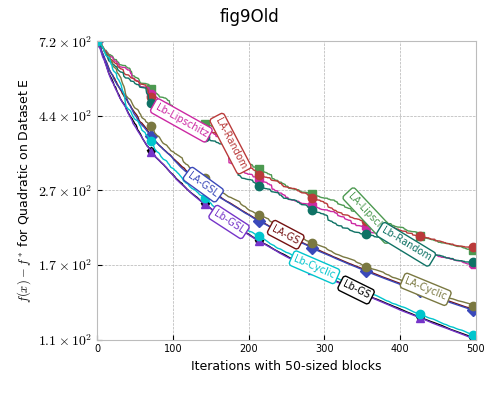 fig9Old
7.2 × 10²
4.4 × 10²
2.7 × 10²
1.7 × 10²
1.1 × 10²
f(x) − f* for Quadratic on Dataset E
Lb-Lipschitz
LA-Random
LA-Lipschitz
LA-GSL
Lb-GSL
LA-GS
Lb-Random
Lb-Cyclic
Lb-GS
LA-Cyclic
0 100 200 300 400 500
Iterations with 50-sized blocks